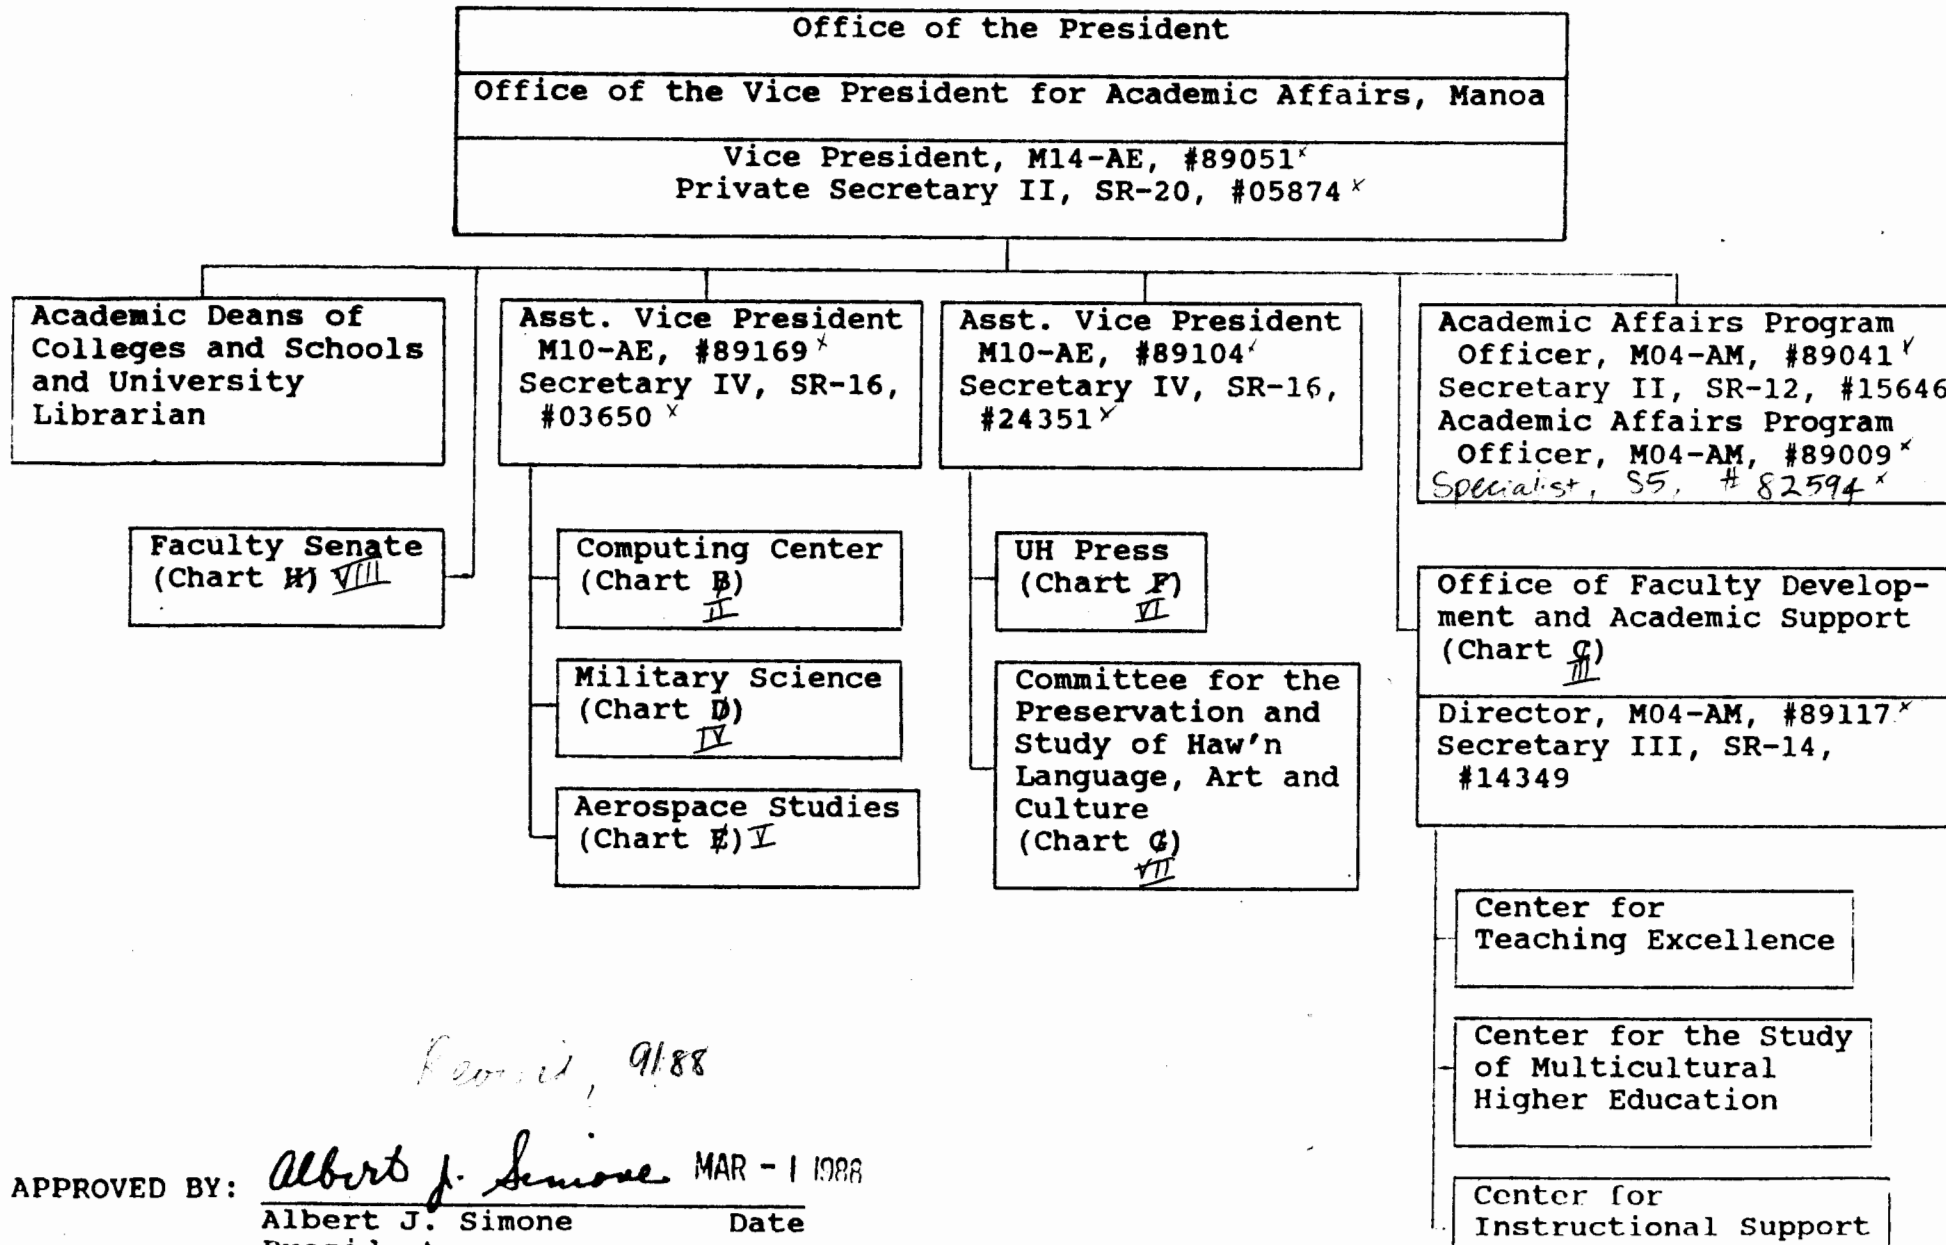 Office of the President
Office of the Vice President for Academic Affairs, Manoa
Vice President, M14-AE, #89051x
Private Secretary II, SR-20, #05874 x
Academic Deans of
Colleges and Schools
and University
Librarian
Asst. Vice President
M10-AE, #89169 x
Secretary IV, SR-16,
#03650 x
Asst. Vice President
M10-AE, #89104
Secretary IV, SR-16,
#24351 x
Academic Affairs Program
Officer, M04-AM, #89041
Secretary II, SR-12, #15646
Academic Affairs Program
Officer, M04-AM, #89009 x
Specialist, S5, # 82594 x
Faculty Senate
(Chart H) VIII
Computing Center
(Chart B)
II
Military Science
(Chart D)
IV
Aerospace Studies
(Chart E) V
UH Press
(Chart F)
VI
Committee for the
Preservation and
Study of Haw'n
Language, Art and
Culture
(Chart G)
VII
Office of Faculty Develop-
ment and Academic Support
(Chart C)
III
Director, M04-AM, #89117 x
Secretary III, SR-14,
#14349
Center for
Teaching Excellence
Center for the Study
of Multicultural
Higher Education
Center for
Instructional Support
9/88
APPROVED BY: Albert J. Simone MAR - 1 1988
Albert J. Simone Date